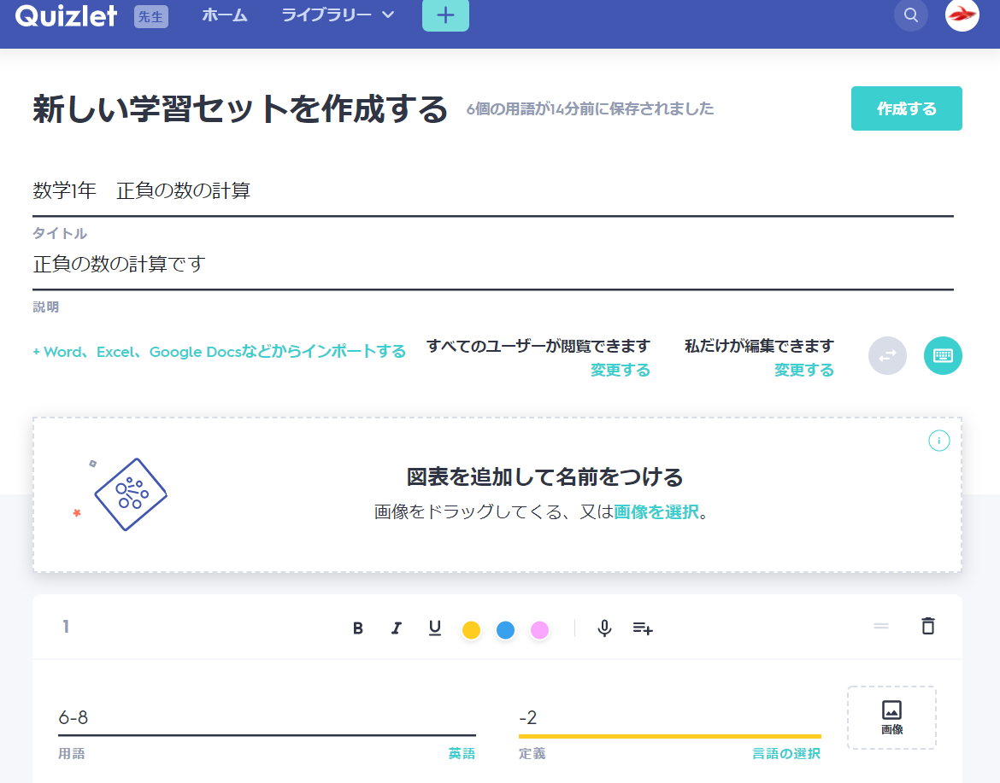 Quizlet 先生 ホーム ライブラリー
新しい学習セットを作成する 6個の用語が14分前に保存されました 作成する
数学1年　正負の数の計算
タイトル
正負の数の計算です
説明
+ Word、Excel、Google Docsなどからインポートする すべてのユーザーが閲覧できます 私だけが編集できます
変更する 変更する
図表を追加して名前をつける
画像をドラッグしてくる、又は画像を選択。
1 B I U
6-8 -2
画像
用語 英語 定義 言語の選択